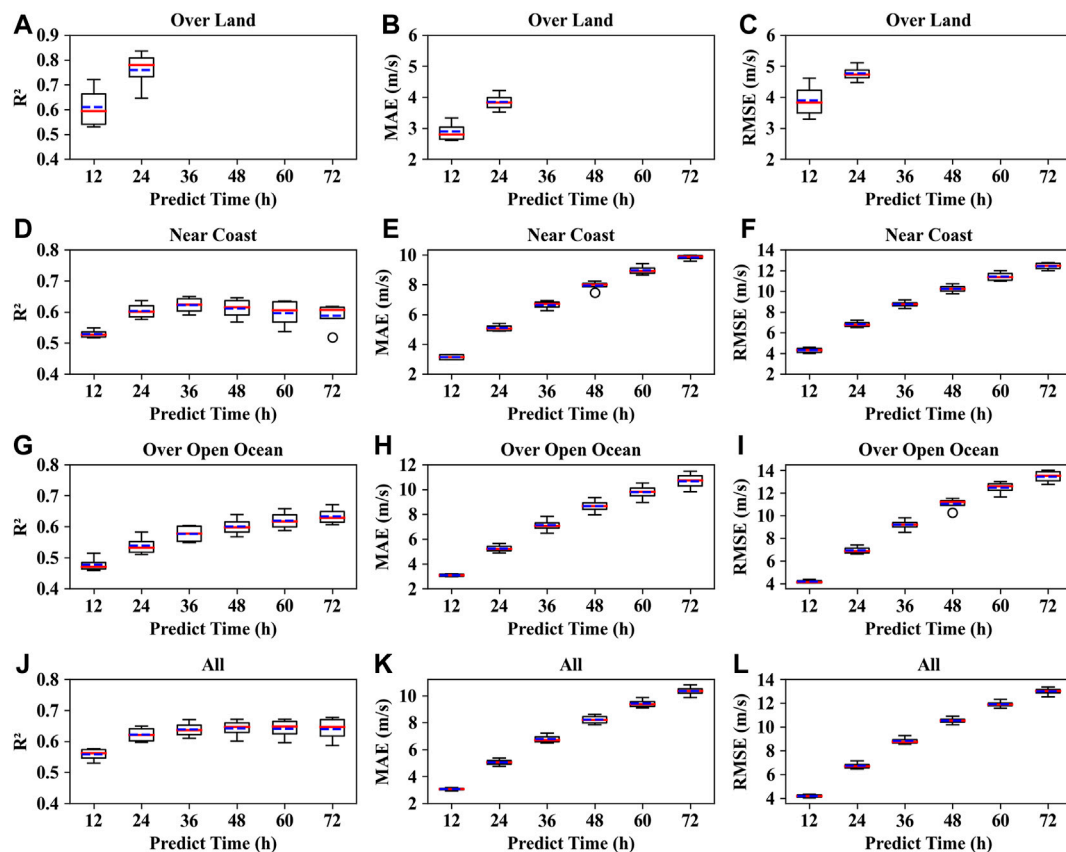 A Over Land
0.9
0.8
0.7
0.6
0.5
0.4
R²
12 24 36 48 60 72
Predict Time (h)
B Over Land
6
5
4
3
2
MAE (m/s)
12 24 36 48 60 72
Predict Time (h)
C Over Land
6
5
4
3
2
RMSE (m/s)
12 24 36 48 60 72
Predict Time (h)
D Near Coast
0.8
0.7
0.6
0.5
0.4
R²
12 24 36 48 60 72
Predict Time (h)
E Near Coast
10
8
6
4
2
MAE (m/s)
12 24 36 48 60 72
Predict Time (h)
F Near Coast
14
12
10
8
6
4
2
RMSE (m/s)
12 24 36 48 60 72
Predict Time (h)
G Over Open Ocean
0.8
0.7
0.6
0.5
0.4
R²
12 24 36 48 60 72
Predict Time (h)
H Over Open Ocean
12
10
8
6
4
2
MAE (m/s)
12 24 36 48 60 72
Predict Time (h)
I Over Open Ocean
14
12
10
8
6
4
RMSE (m/s)
12 24 36 48 60 72
Predict Time (h)
J All
0.8
0.7
0.6
0.5
0.4
R²
12 24 36 48 60 72
Predict Time (h)
K All
10
8
6
4
2
MAE (m/s)
12 24 36 48 60 72
Predict Time (h)
L All
14
12
10
8
6
4
RMSE (m/s)
12 24 36 48 60 72
Predict Time (h)